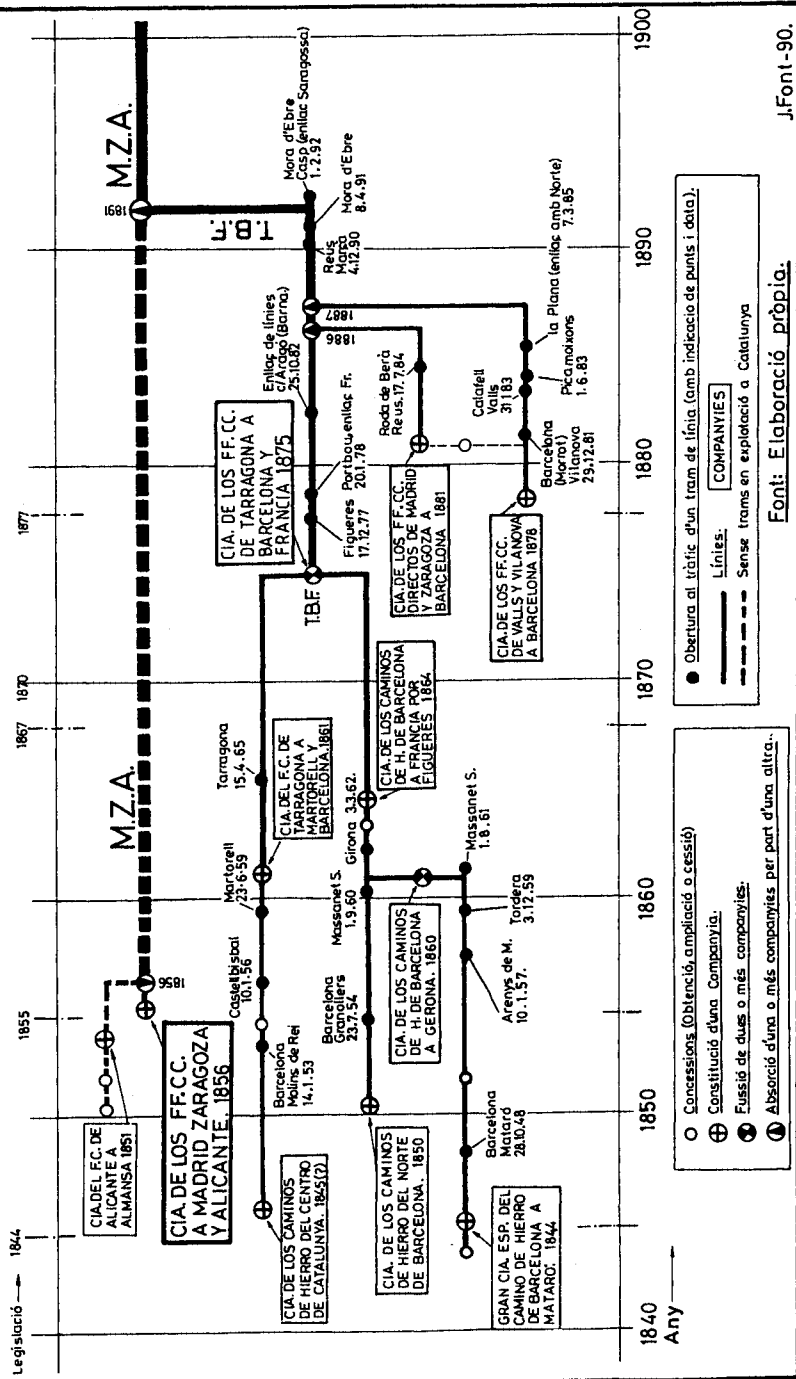 Legislació → 1844
1855
1867
1870
1877
CIA.DEL F.C. DE
ALICANTE A
ALMANSA 1851
CIA. DE LOS FF.CC.
A MADRID ZARAGOZA
Y ALICANTE. 1856
1856
M.Z.A.
1891
M.Z.A.
T.B.F.
CIA. DE LOS CAMINOS
DE HIERRO DEL CENTRO
DE CATALUNYA. 1845(?)
Barcelona
Molins de Rei
14.1.53
Castellbisbal
10.1.56
Martorell
23-6-59
CIA. DEL F.C. DE
TARRAGONA A
MARTORELL Y
BARCELONA.1861
Tarragona
15.4.65
CIA. DE LOS FF.CC.
DE TARRAGONA A
BARCELONA Y
FRANCIA 1875
T.B.F.
Figueres
17.12.77
Portbou,enllaç Fr.
20.1.78
Enllaç de línies
c/Aragó (Barna.)
25.10.82
1886
1887
Reus
Marsà
4.12.90
Mora d'Ebre
8.4.91
Mora d'Ebre
Casp (enllaç Saragossa)
1.2.92
CIA. DE LOS CAMINOS
DE HIERRO DEL NORTE
DE BARCELONA. 1850
Barcelona
Granollers
23.7.54
Massanet S.
1.9.60
Girona 3.3.62.
CIA. DE LOS CAMINOS
DE H. DE BARCELONA
A FRANCIA POR
FIGUERES 1864
CIA. DE LOS CAMINOS
DE H. DE BARCELONA
A GERONA. 1860
CIA. DE LOS FF.CC.
DIRECTOS DE MADRID
Y ZARAGOZA A
BARCELONA 1881
Roda de Berà
Reus. 17.7.84
GRAN CIA. ESP. DEL
CAMINO DE HIERRO
DE BARCELONA A
MATARO. 1844
Barcelona
Mataró
28.10.48
Arenys de M.
10.1.57.
Tordera
3.12.59
Massanet S.
1.8.61
CIA.DE LOS FF.CC.
DE VALLS Y VILANOVA
A BARCELONA 1878
Barcelona
(Morrot)
Vilanova
29.12.81
Calafell
Valls
31 1 83
Picamoixons
1.6.83
la Plana (enllaç amb Norte)
7.3.85
1840
1850
1860
1870
1880
1890
1900
Any →
Concessions (Obtenció, ampliació o cessió)
Constitució d'una Companyia.
Fussió de dues o més companyies.
Absorció d'una o més companyies per part d'una altra..
Obertura al tràfic d'un tram de línia (amb indicacio de punts i data).
Línies. COMPANYIES
Sense trams en explotació a Catalunya
Font: Elaboració pròpia.
J.Font-90.